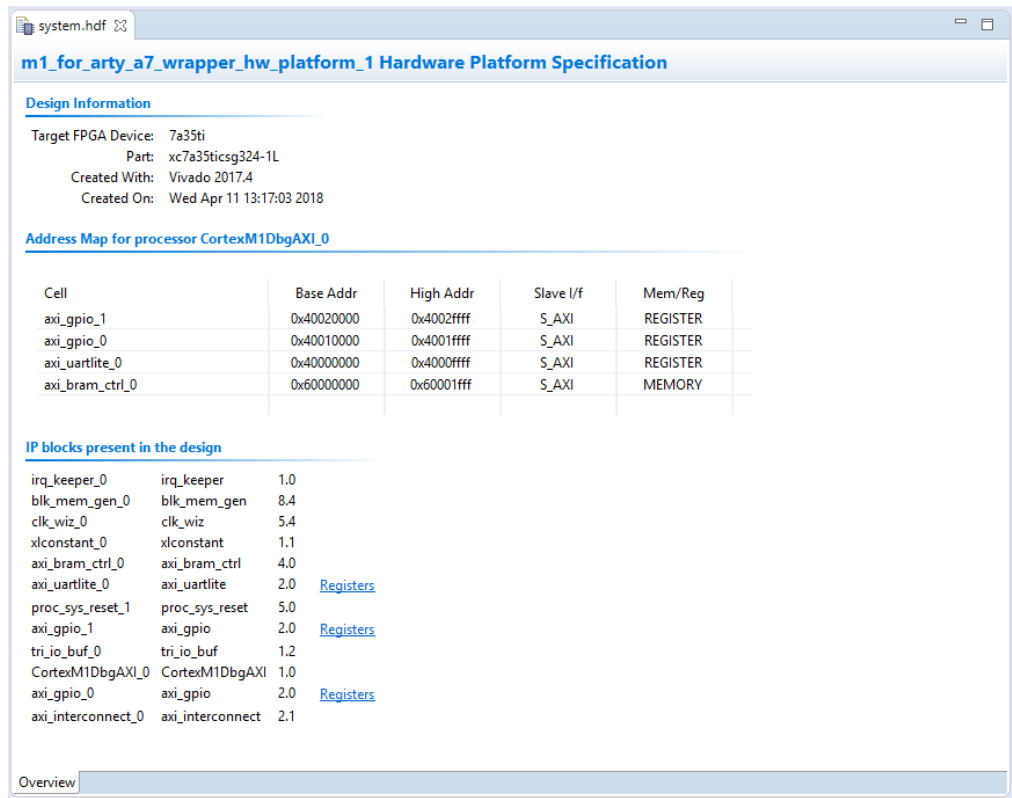 system.hdf
m1_for_arty_a7_wrapper_hw_platform_1 Hardware Platform Specification
Design Information
Target FPGA Device: 7a35ti
Part: xc7a35ticsg324-1L
Created With: Vivado 2017.4
Created On: Wed Apr 11 13:17:03 2018
Address Map for processor CortexM1DbgAXI_0
Cell Base Addr High Addr Slave I/f Mem/Reg
axi_gpio_1 0x40020000 0x4002ffff S_AXI REGISTER
axi_gpio_0 0x40010000 0x4001ffff S_AXI REGISTER
axi_uartlite_0 0x40000000 0x4000ffff S_AXI REGISTER
axi_bram_ctrl_0 0x60000000 0x60001fff S_AXI MEMORY
IP blocks present in the design
irq_keeper_0 irq_keeper 1.0
blk_mem_gen_0 blk_mem_gen 8.4
clk_wiz_0 clk_wiz 5.4
xlconstant_0 xlconstant 1.1
axi_bram_ctrl_0 axi_bram_ctrl 4.0
axi_uartlite_0 axi_uartlite 2.0 Registers
proc_sys_reset_1 proc_sys_reset 5.0
axi_gpio_1 axi_gpio 2.0 Registers
tri_io_buf_0 tri_io_buf 1.2
CortexM1DbgAXI_0 CortexM1DbgAXI 1.0
axi_gpio_0 axi_gpio 2.0 Registers
axi_interconnect_0 axi_interconnect 2.1
Overview